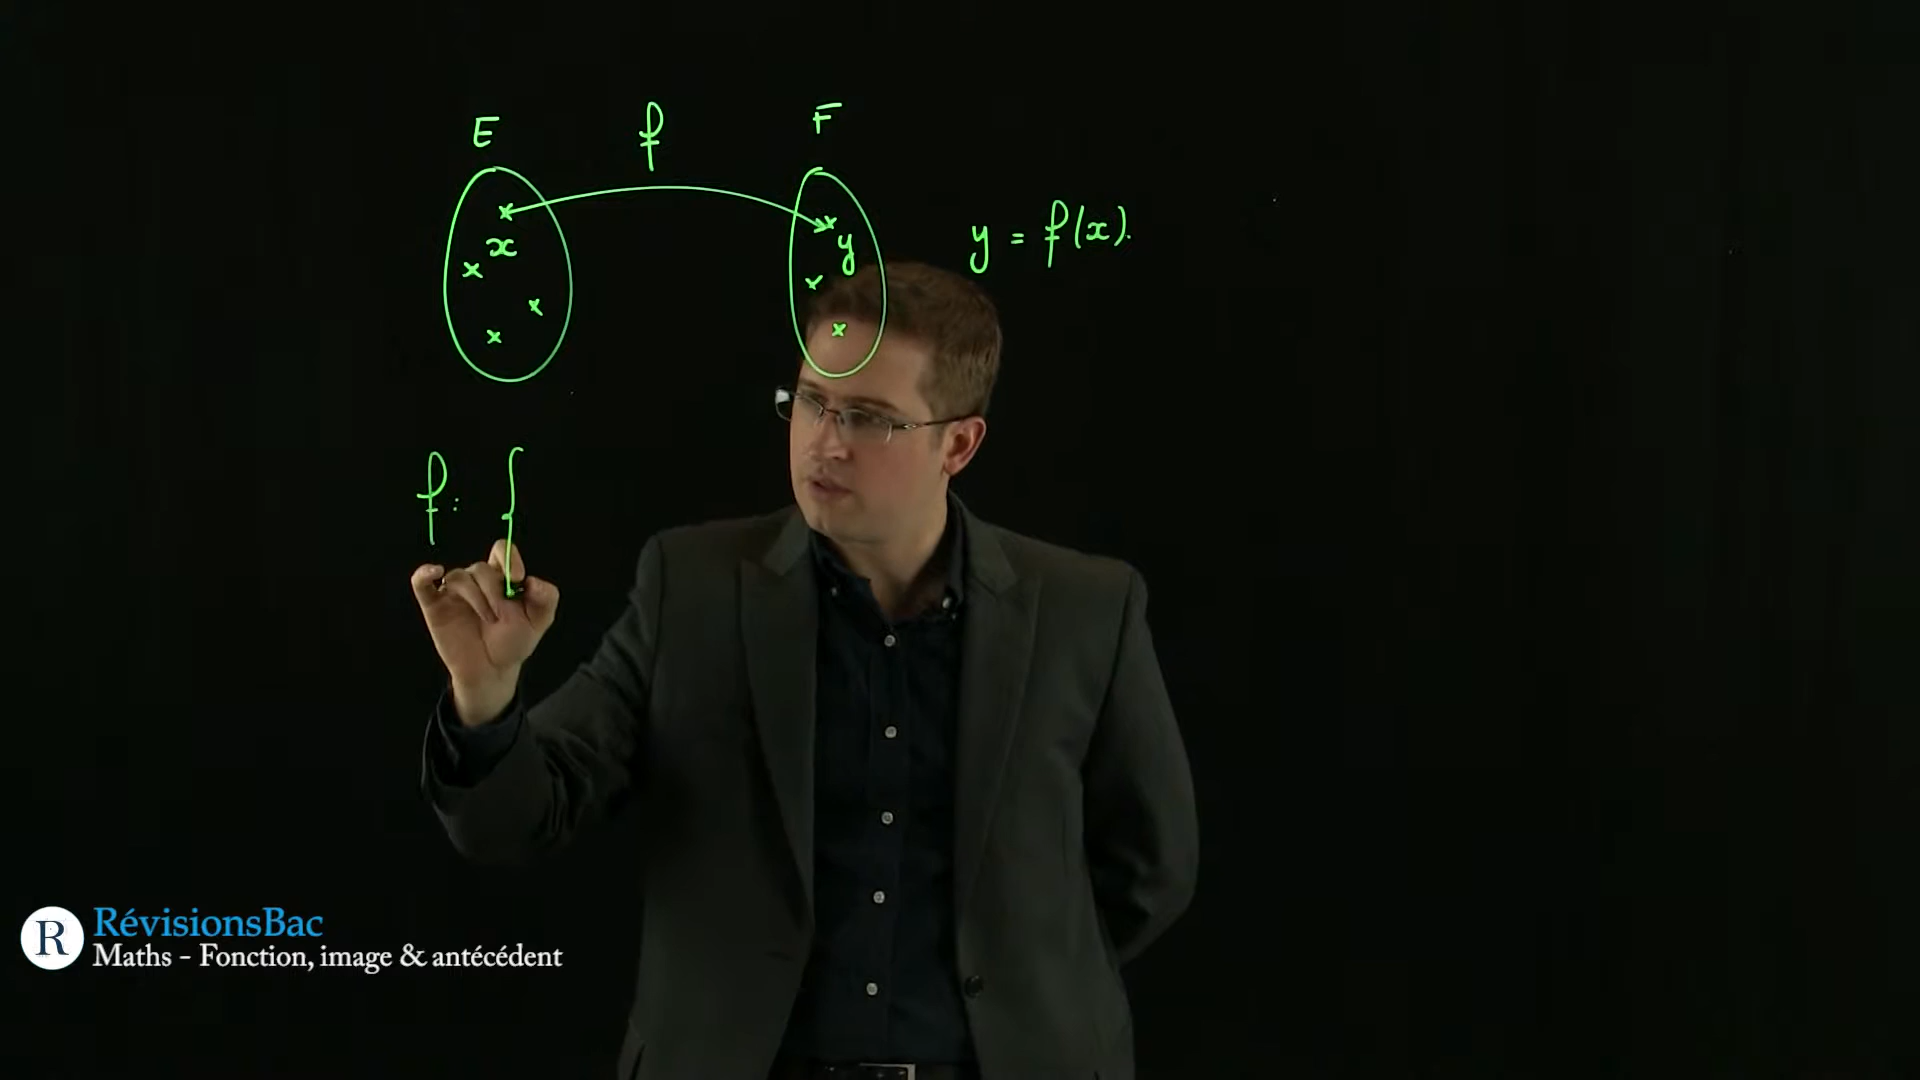 E f F
x y y = f(x).
f: {
R RévisionsBac
Maths - Fonction, image & antécédent